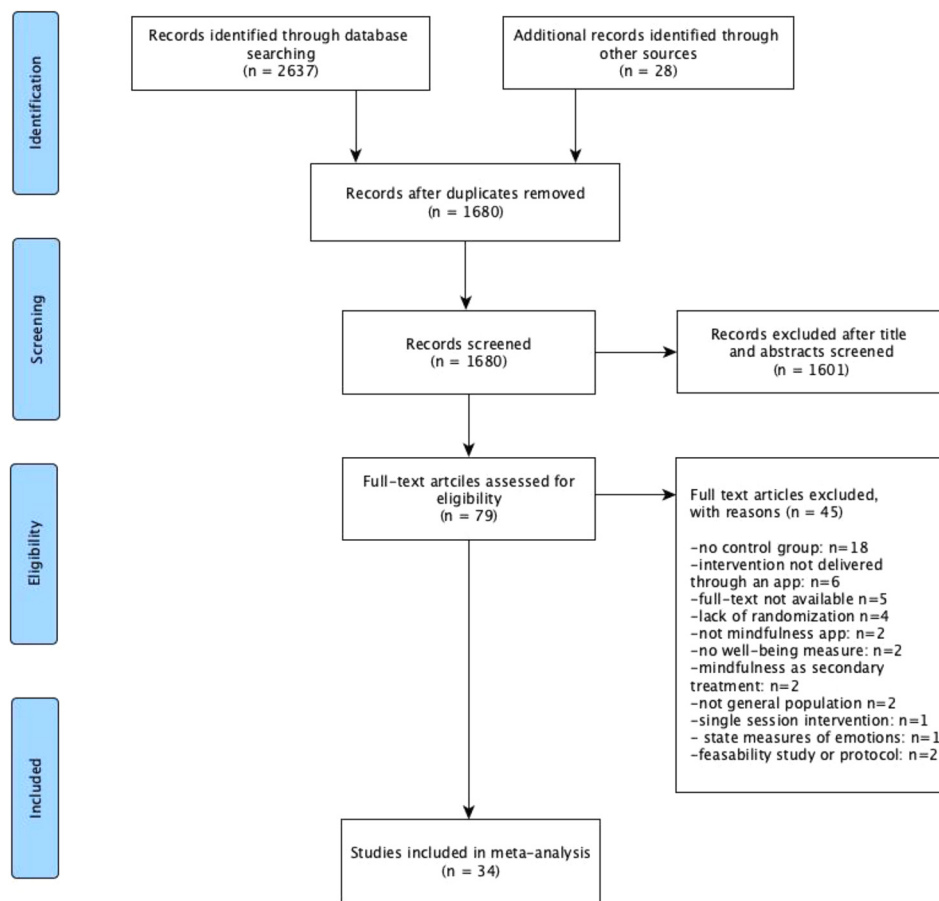 Identification
Records identified through database
searching
(n = 2637)
Additional records identified through
other sources
(n = 28)
Records after duplicates removed
(n = 1680)
Screening
Records screened
(n = 1680)
Records excluded after title
and abstracts screened
(n = 1601)
Eligibility
Full-text artciles assessed for
eligibility
(n = 79)
Full text articles excluded,
with reasons (n = 45)
-no control group: n=18
-intervention not delivered
through an app: n=6
-full-text not available n=5
-lack of randomization n=4
-not mindfulness app: n=2
-no well-being measure: n=2
-mindfulness as secondary
treatment: n=2
-not general population n=2
-single session intervention: n=1
- state measures of emotions: n=1
-feasability study or protocol: n=2
Included
Studies included in meta-analysis
(n = 34)